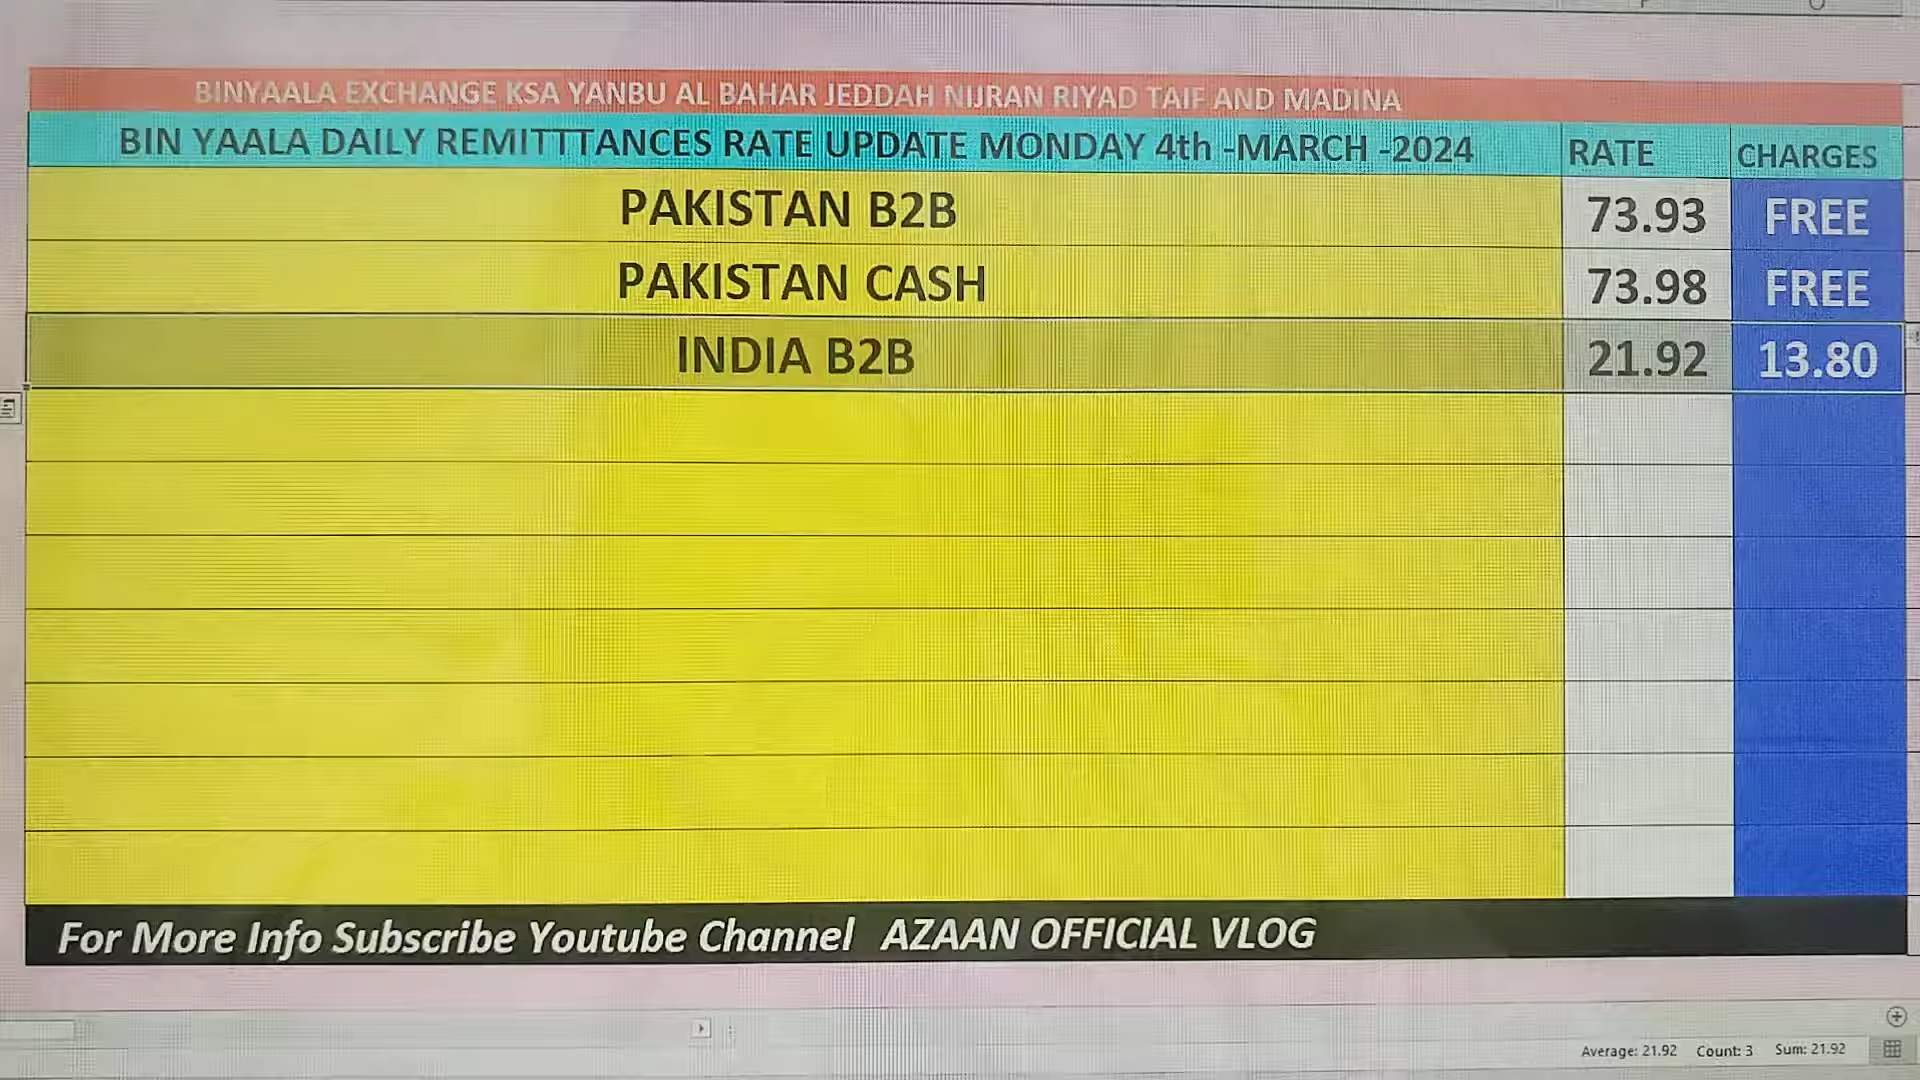 BINYAALA EXCHANGE KSA YANBU AL BAHAR JEDDAH NIJRAN RIYAD TAIF AND MADINA
BIN YAALA DAILY REMITTTANCES RATE UPDATE MONDAY 4th -MARCH -2024 RATE CHARGES
PAKISTAN B2B 73.93 FREE
PAKISTAN CASH 73.98 FREE
INDIA B2B 21.92 13.80
For More Info Subscribe Youtube Channel AZAAN OFFICIAL VLOG
Average: 21.92 Count: 3 Sum: 21.92